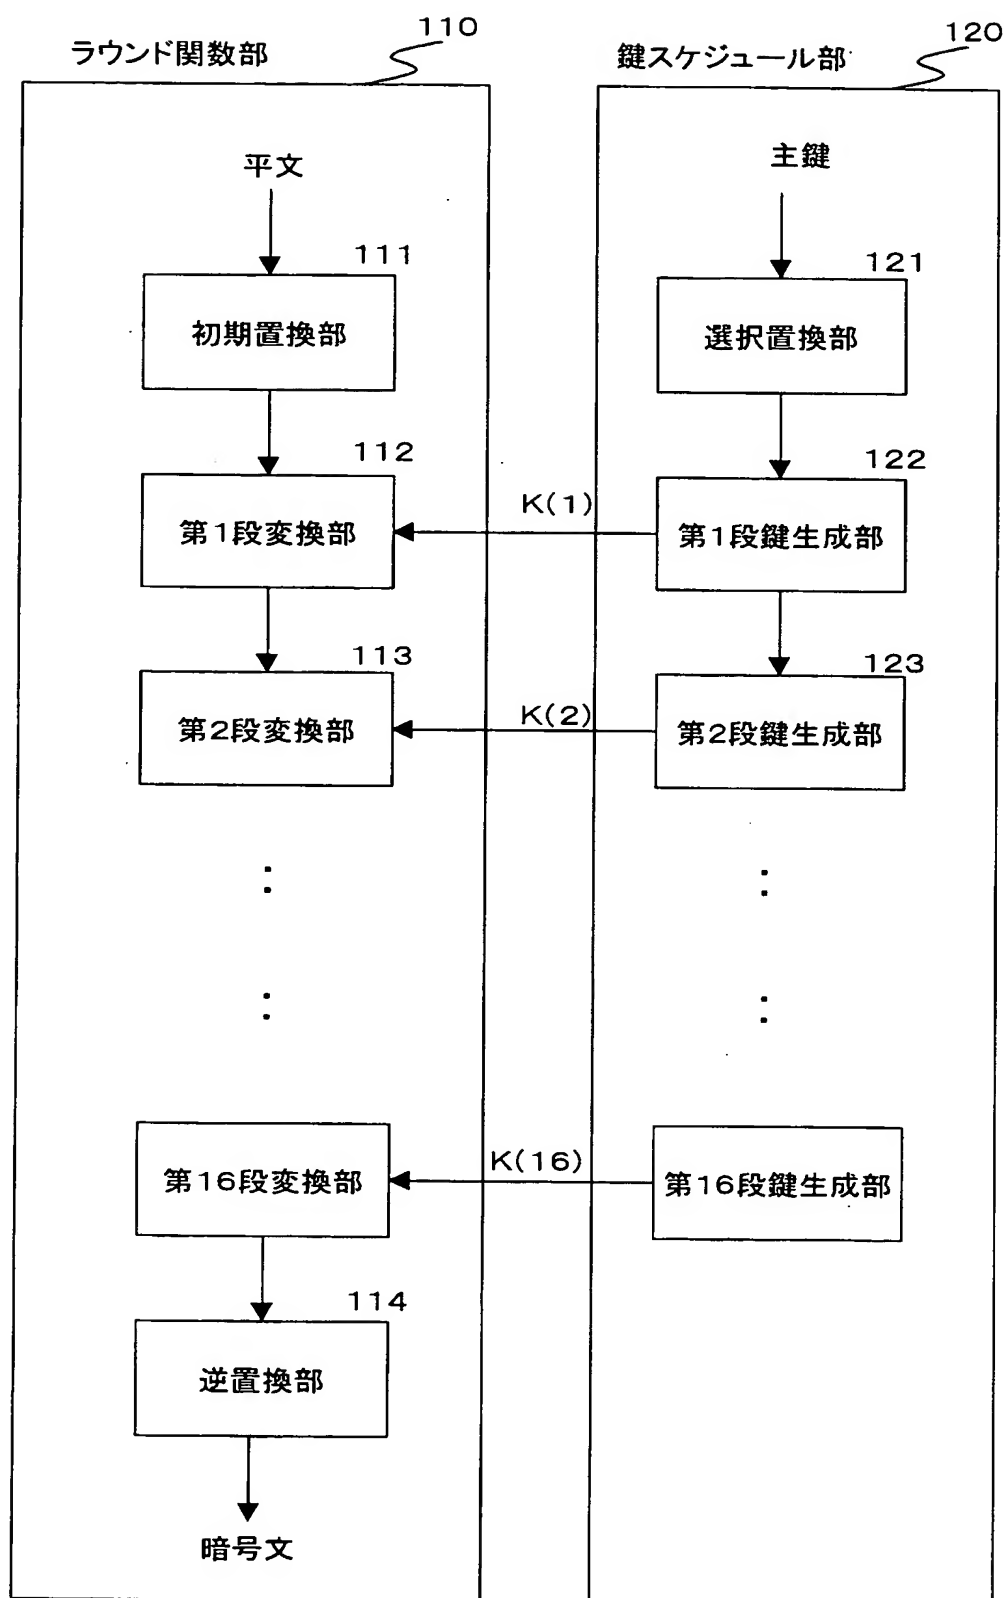 110
ラウンド関数部
120
鍵スケジュール部
平文
主鍵
111
初期置換部
121
選択置換部
112
第1段変換部
K(1)
122
第1段鍵生成部
113
第2段変換部
K(2)
123
第2段鍵生成部
第16段変換部
K(16)
第16段鍵生成部
114
逆置換部
暗号文